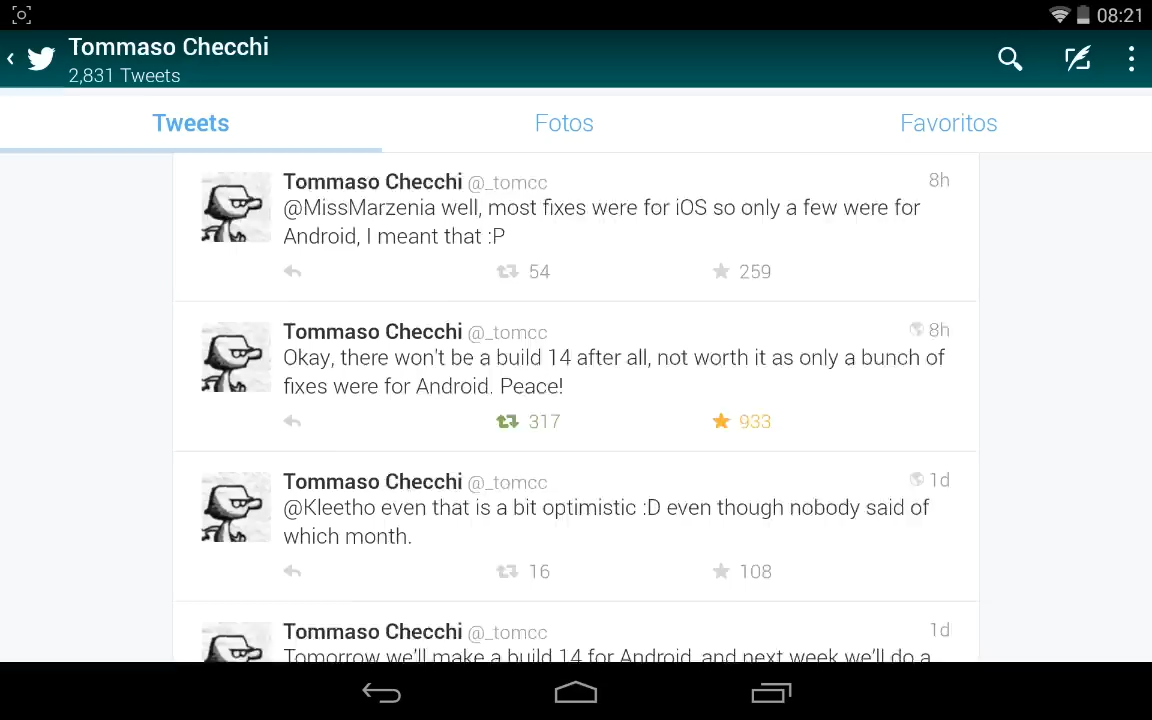 08:21
Tommaso Checchi
2,831 Tweets
Tweets
Fotos
Favoritos
Tommaso Checchi @_tomcc 8h
@MissMarzenia well, most fixes were for iOS so only a few were for
Android, I meant that :P
54 259
Tommaso Checchi @_tomcc 8h
Okay, there won't be a build 14 after all, not worth it as only a bunch of
fixes were for Android. Peace!
317 933
Tommaso Checchi @_tomcc 1d
@Kleetho even that is a bit optimistic :D even though nobody said of
which month.
16 108
Tommaso Checchi @_tomcc 1d
Tomorrow we'll make a build 14 for Android, and next week we'll do a